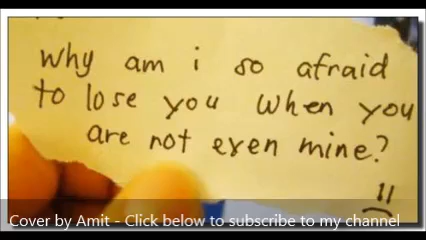 Why am i so afraid
to lose you when you
are not even mine?
11
Cover by Amit - Click below to subscribe to my channel